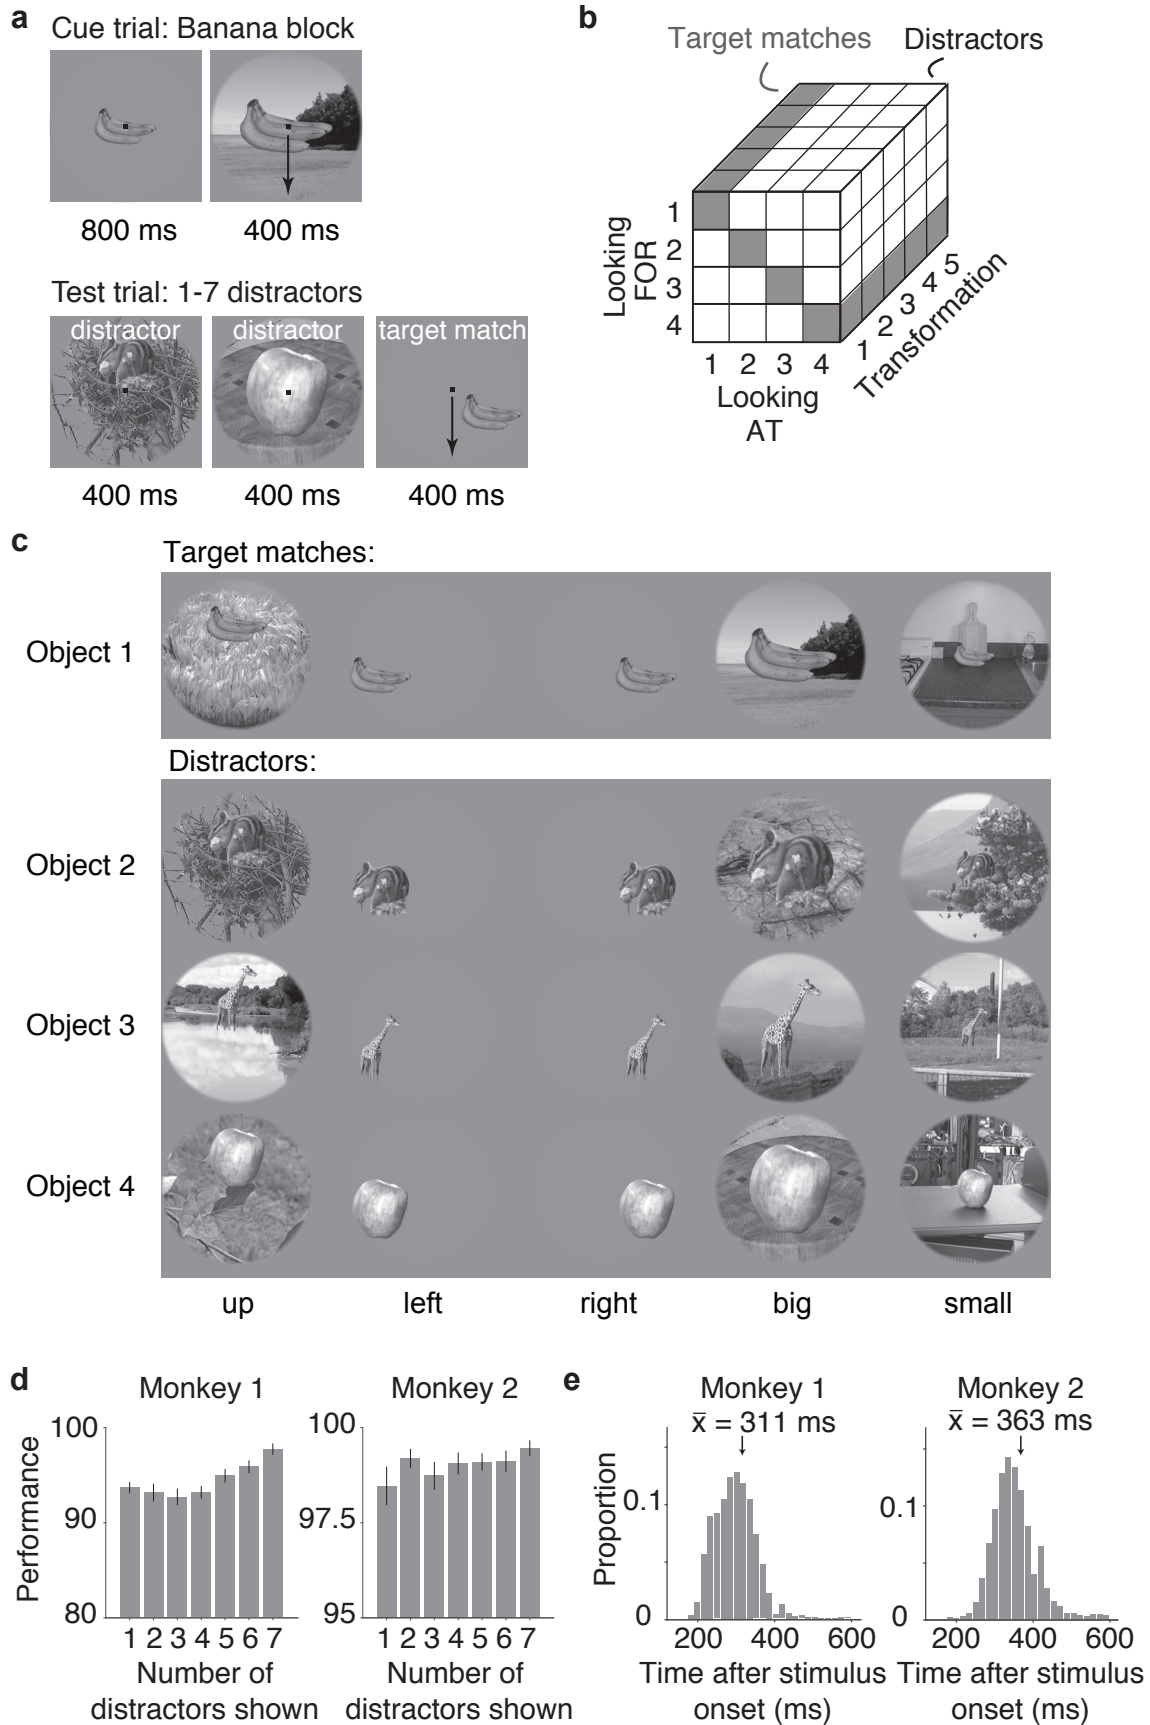 a
Cue trial: Banana block
800 ms
400 ms
Test trial: 1-7 distractors
distractor
distractor
target match
400 ms
400 ms
400 ms
b
Target matches
Distractors
Looking
FOR
1
2
3
4
1 2 3 4
Looking
AT
1
2
3
4
5
Transformation
c
Target matches:
Object 1
Distractors:
Object 2
Object 3
Object 4
up left right big small
d
Monkey 1
Performance
100
90
80
1 2 3 4 5 6 7
Number of
distractors shown
Monkey 2
100
97.5
95
1 2 3 4 5 6 7
Number of
distractors shown
e
Monkey 1
x̄ = 311 ms
Proportion
0.1
0
200 400 600
Time after stimulus
onset (ms)
Monkey 2
x̄ = 363 ms
0.1
0
200 400 600
Time after stimulus
onset (ms)